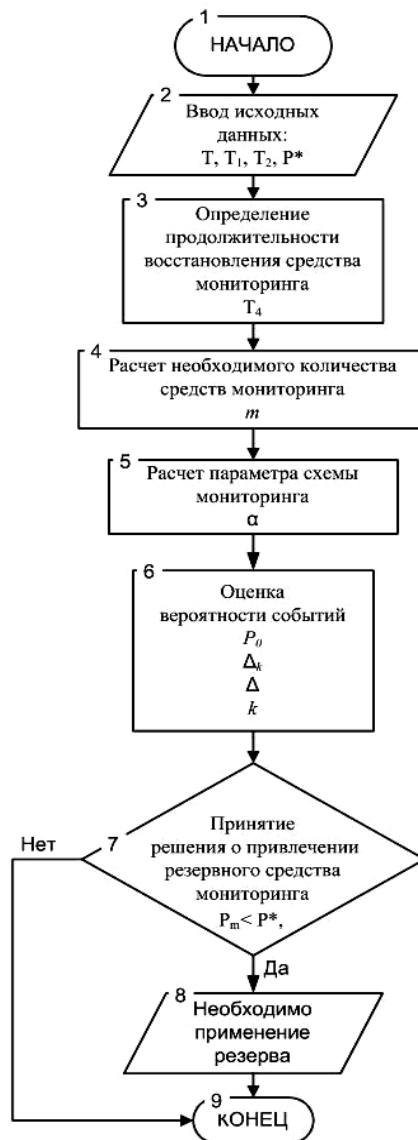 1
НАЧАЛО
2
Ввод исходных
данных:
T, T₁, T₂, P*
3
Определение
продолжительности
восстановления средства
мониторинга
T₄
4
Расчет необходимого количества
средств мониторинга
m
5
Расчет параметра схемы
мониторинга
α
6
Оценка
вероятности событий
P₀
Δₖ
Δ
k
Нет
7
Принятие
решения о привлечении
резервного средства
мониторинга
Pₘ< P*,
Да
8
Необходимо
применение
резерва
9
КОНЕЦ